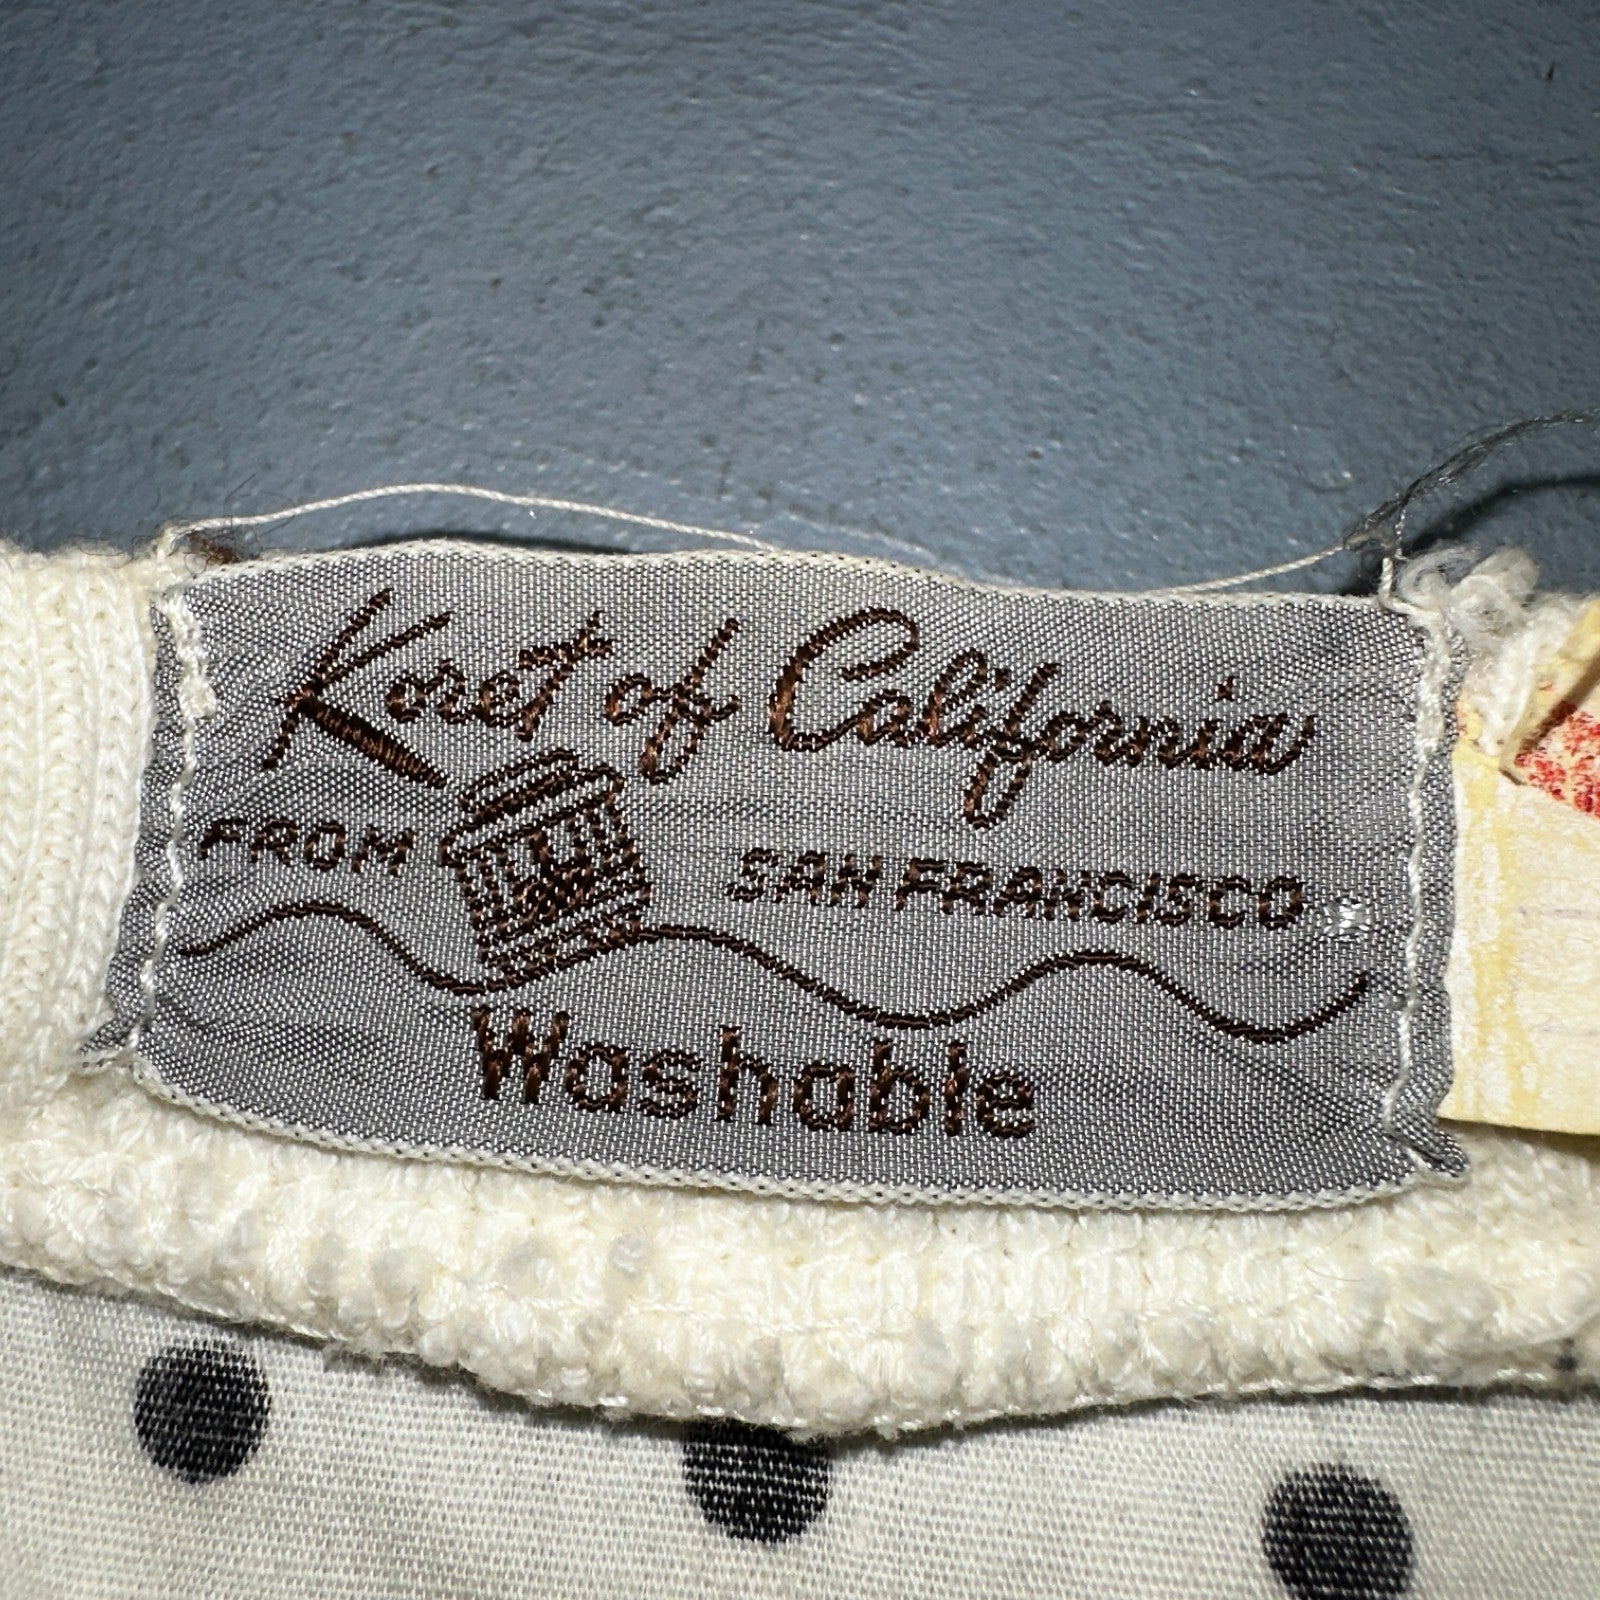 Koret of California
FROM SAN FRANCISCO
Washable